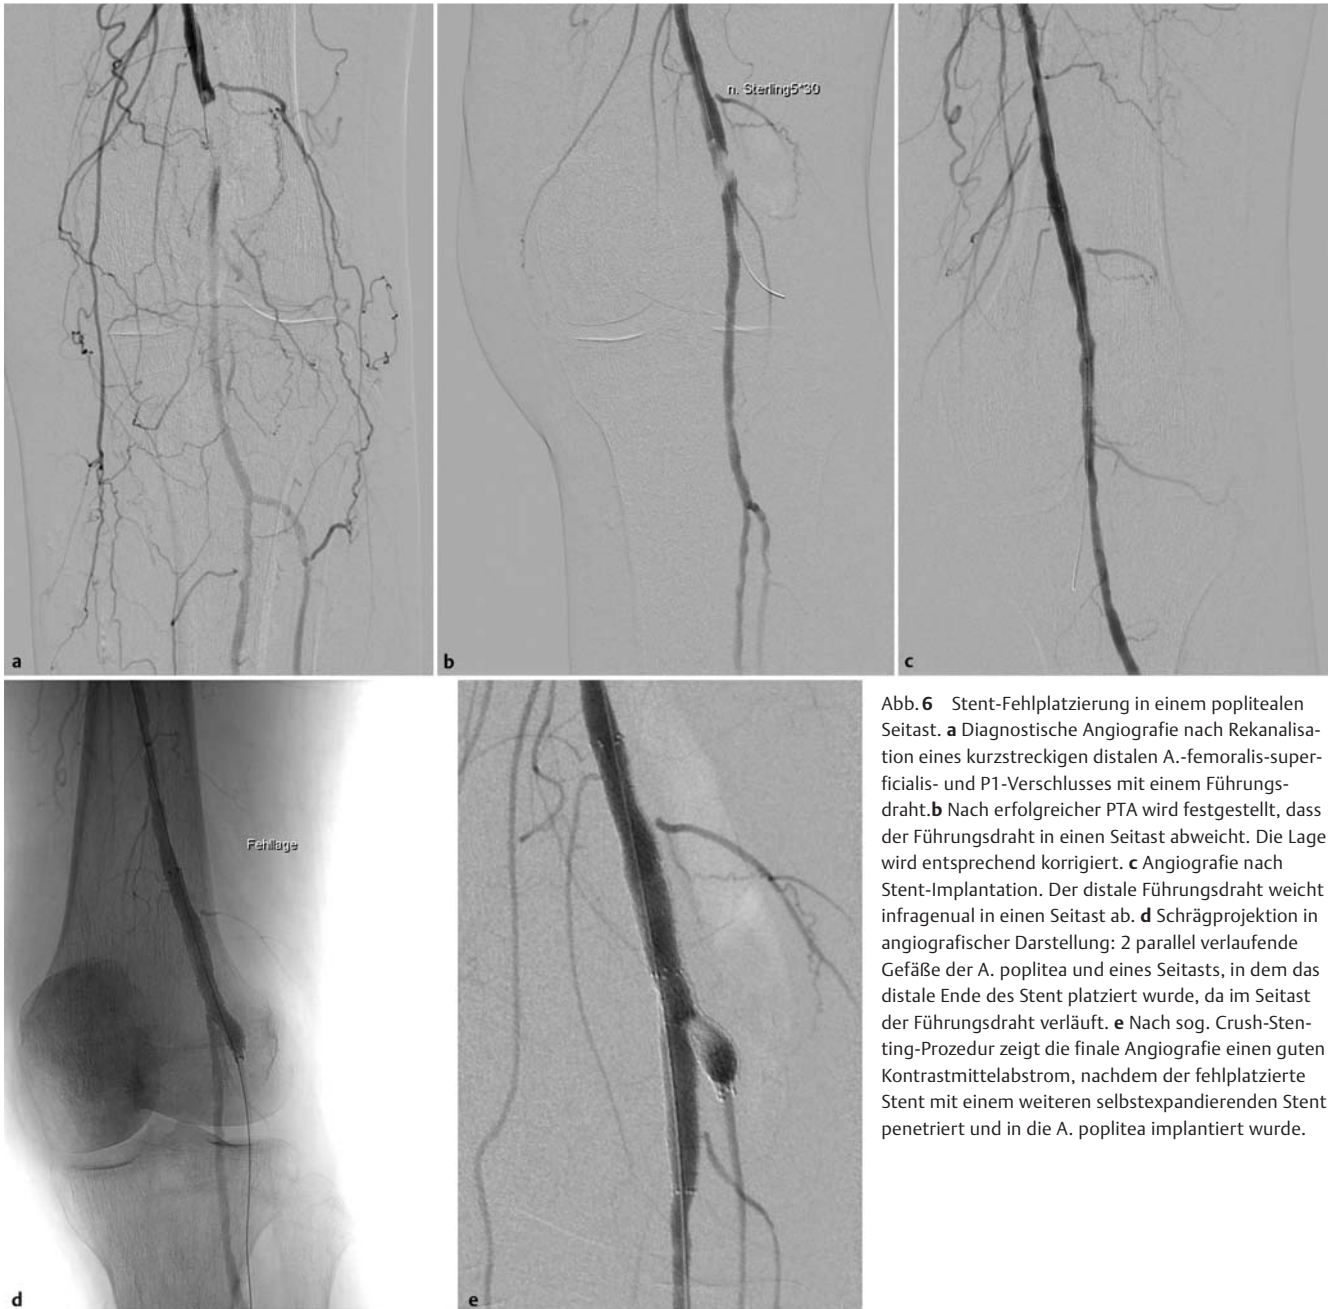 n. Sterling5*30
a
b
c
Fehllage
d
e
Abb. 6 Stent-Fehlplatzierung in einem poplitealen
Seitast. a Diagnostische Angiografie nach Rekanalisa-
tion eines kurzstreckigen distalen A.-femoralis-super-
ficialis- und P1-Verschlusses mit einem Führungs-
draht.b Nach erfolgreicher PTA wird festgestellt, dass
der Führungsdraht in einen Seitast abweicht. Die Lage
wird entsprechend korrigiert. c Angiografie nach
Stent-Implantation. Der distale Führungsdraht weicht
infragenual in einen Seitast ab. d Schrägprojektion in
angiografischer Darstellung: 2 parallel verlaufende
Gefäße der A. poplitea und eines Seitasts, in dem das
distale Ende des Stent platziert wurde, da im Seitast
der Führungsdraht verläuft. e Nach sog. Crush-Sten-
ting-Prozedur zeigt die finale Angiografie einen guten
Kontrastmittelabstrom, nachdem der fehlplatzierte
Stent mit einem weiteren selbstexpandierenden Stent
penetriert und in die A. poplitea implantiert wurde.